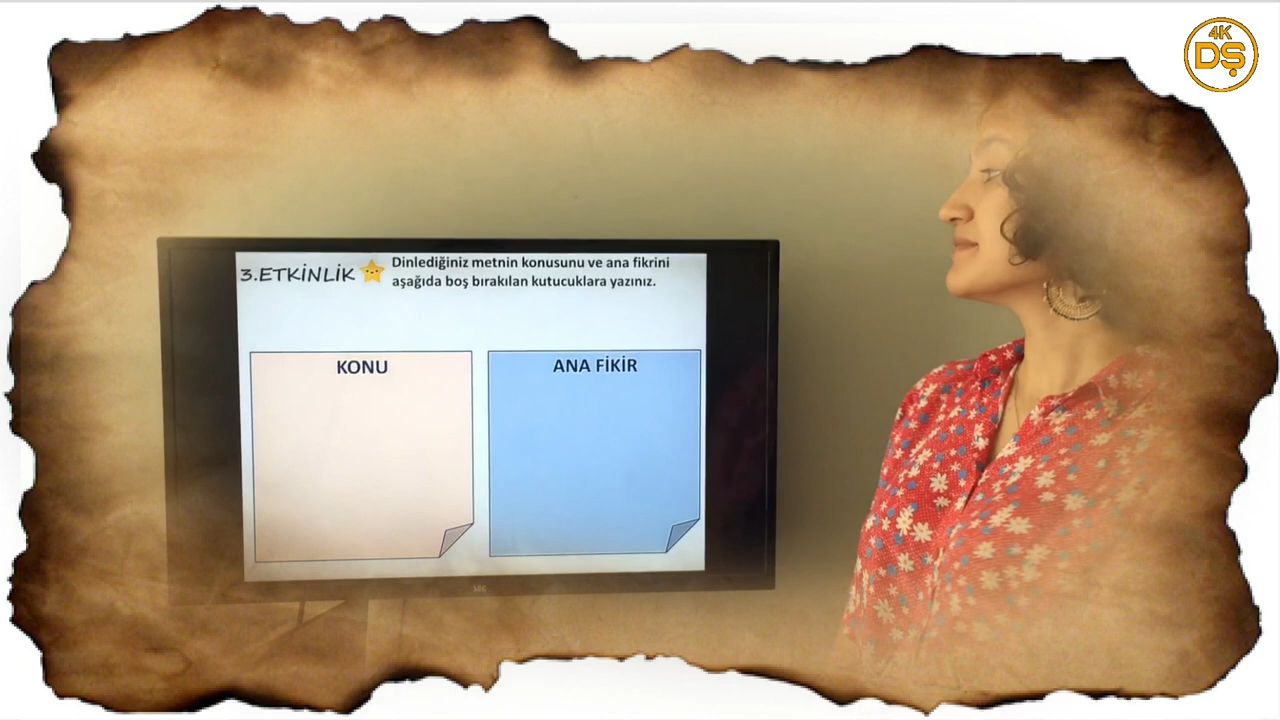 4K
DŞ
3.ETKİNLİK
Dinlediğiniz metnin konusunu ve ana fikrini
aşağıda boş bırakılan kutucuklara yazınız.
KONU
ANA FİKİR